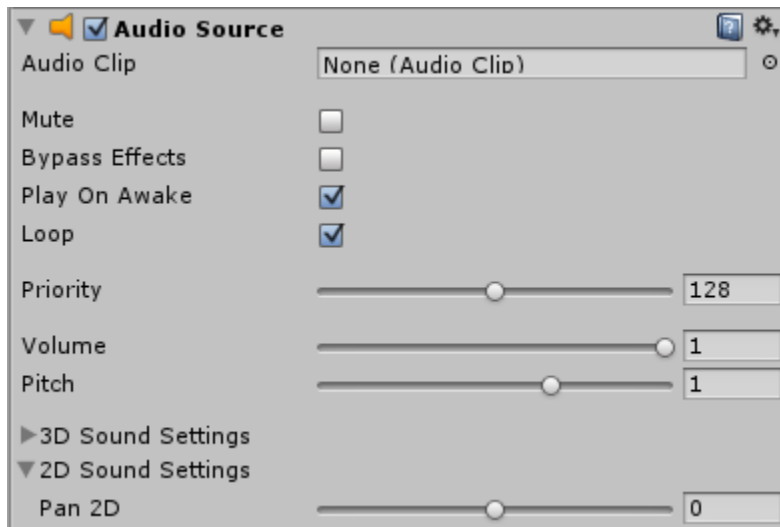 Audio Source
Audio Clip None (Audio Clip)
Mute
Bypass Effects
Play On Awake
Loop
Priority 128
Volume 1
Pitch 1
3D Sound Settings
2D Sound Settings
Pan 2D 0